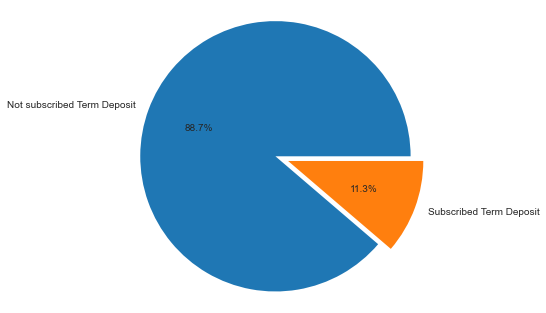 Not subscribed Term Deposit
88.7%
11.3%
Subscribed Term Deposit